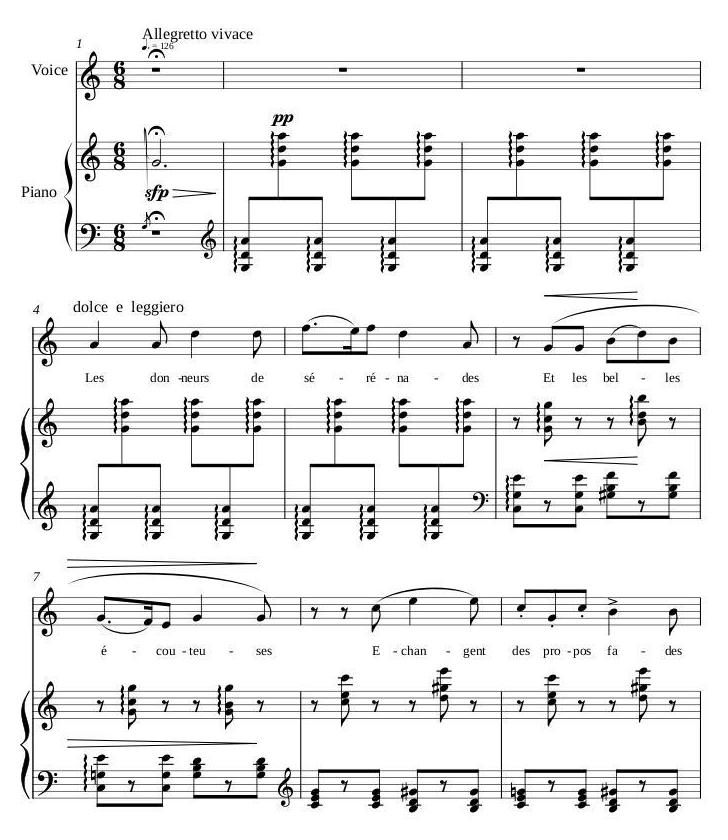 Allegretto vivace
♩. = 126
1
Voice
pp
Piano
sfp
4
dolce e leggiero
Les don -neurs de sé - ré - na - des Et les bel - les
7
é - cou - teu - ses E - chan - gent des pro - pos fa - des